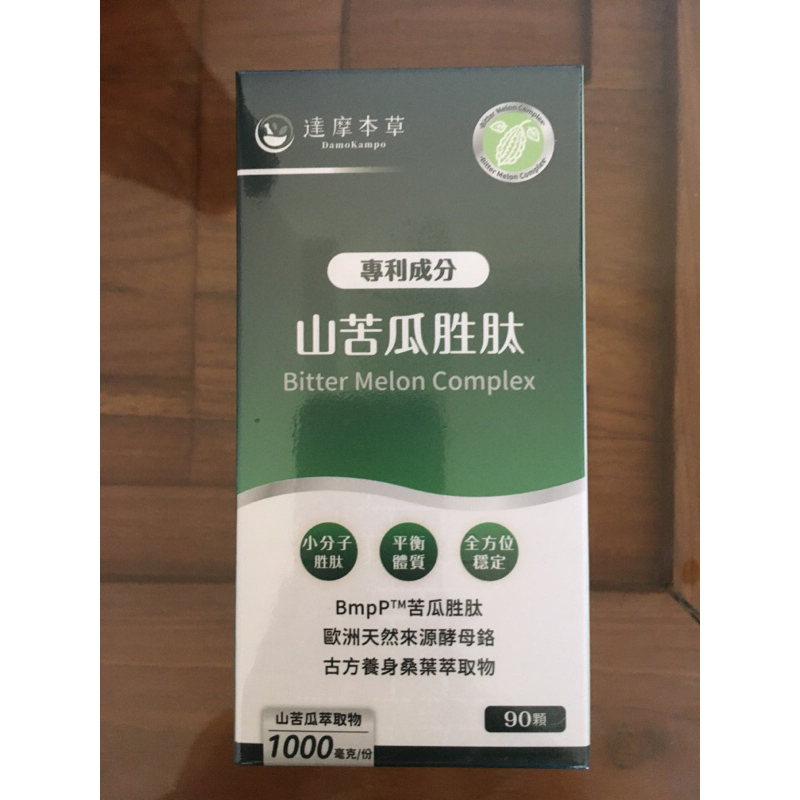 達摩本草
DamoKampo
Bitter Melon Complex
Bitter Melon Complex
專利成分
山苦瓜胜肽
Bitter Melon Complex
小分子
胜肽
平衡
體質
全方位
穩定
BmpP™苦瓜胜肽
歐洲天然來源酵母鉻
古方養身桑葉萃取物
山苦瓜萃取物
1000毫克/份
90顆